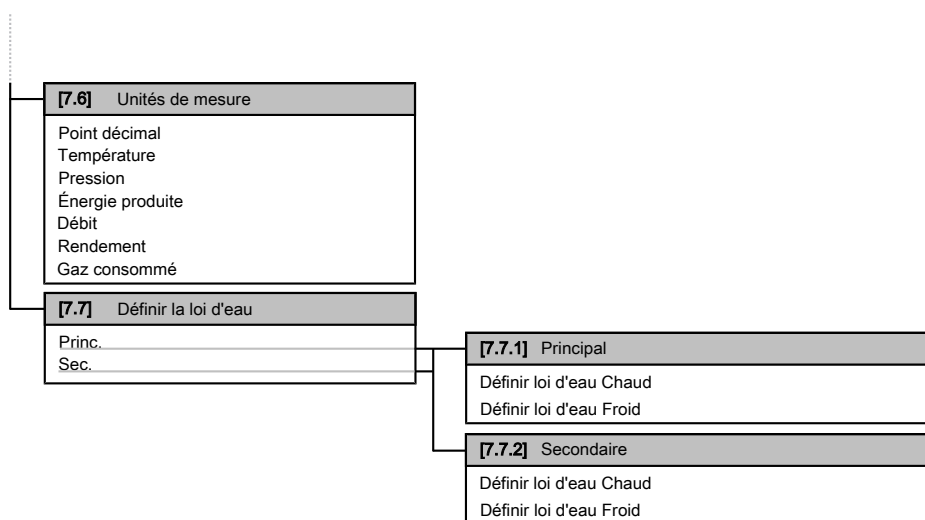 [7.6] Unités de mesure
Point décimal
Température
Pression
Énergie produite
Débit
Rendement
Gaz consommé
[7.7] Définir la loi d'eau
Princ.
Sec.
[7.7.1] Principal
Définir loi d'eau Chaud
Définir loi d'eau Froid
[7.7.2] Secondaire
Définir loi d'eau Chaud
Définir loi d'eau Froid